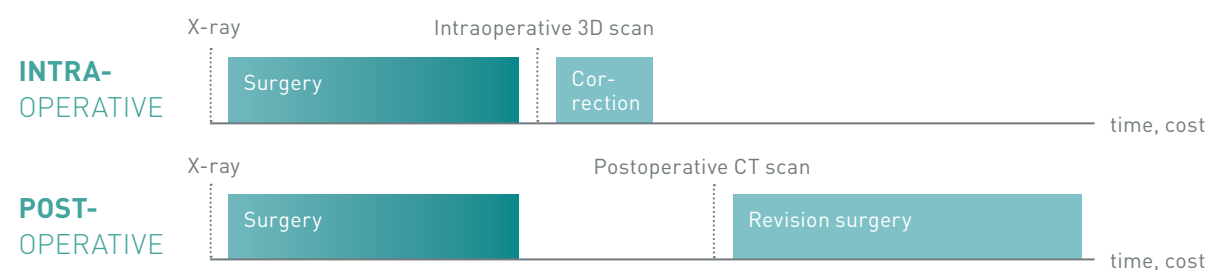 X-ray
Intraoperative 3D scan
INTRA-
OPERATIVE
Surgery
Cor-
rection
time, cost
X-ray
Postoperative CT scan
POST-
OPERATIVE
Surgery
Revision surgery
time, cost